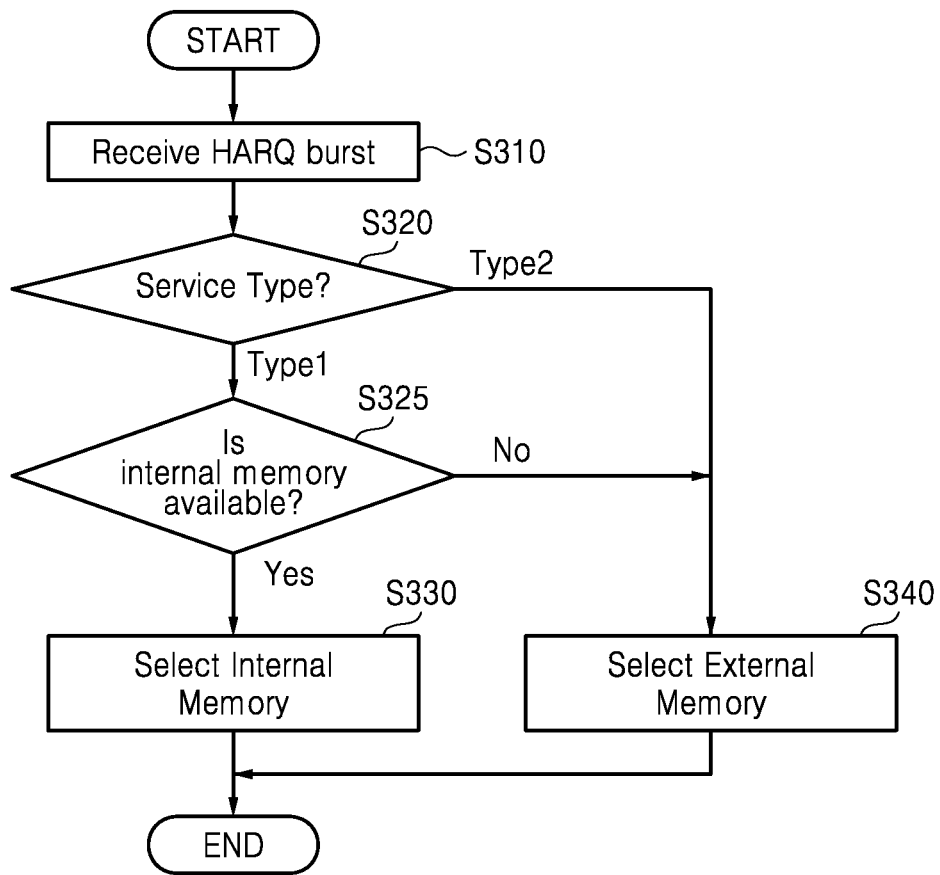 START
Receive HARQ burst
S310
S320
Service Type?
Type2
Type1
S325
Is
internal memory
available?
No
Yes
S330
Select Internal
Memory
S340
Select External
Memory
END